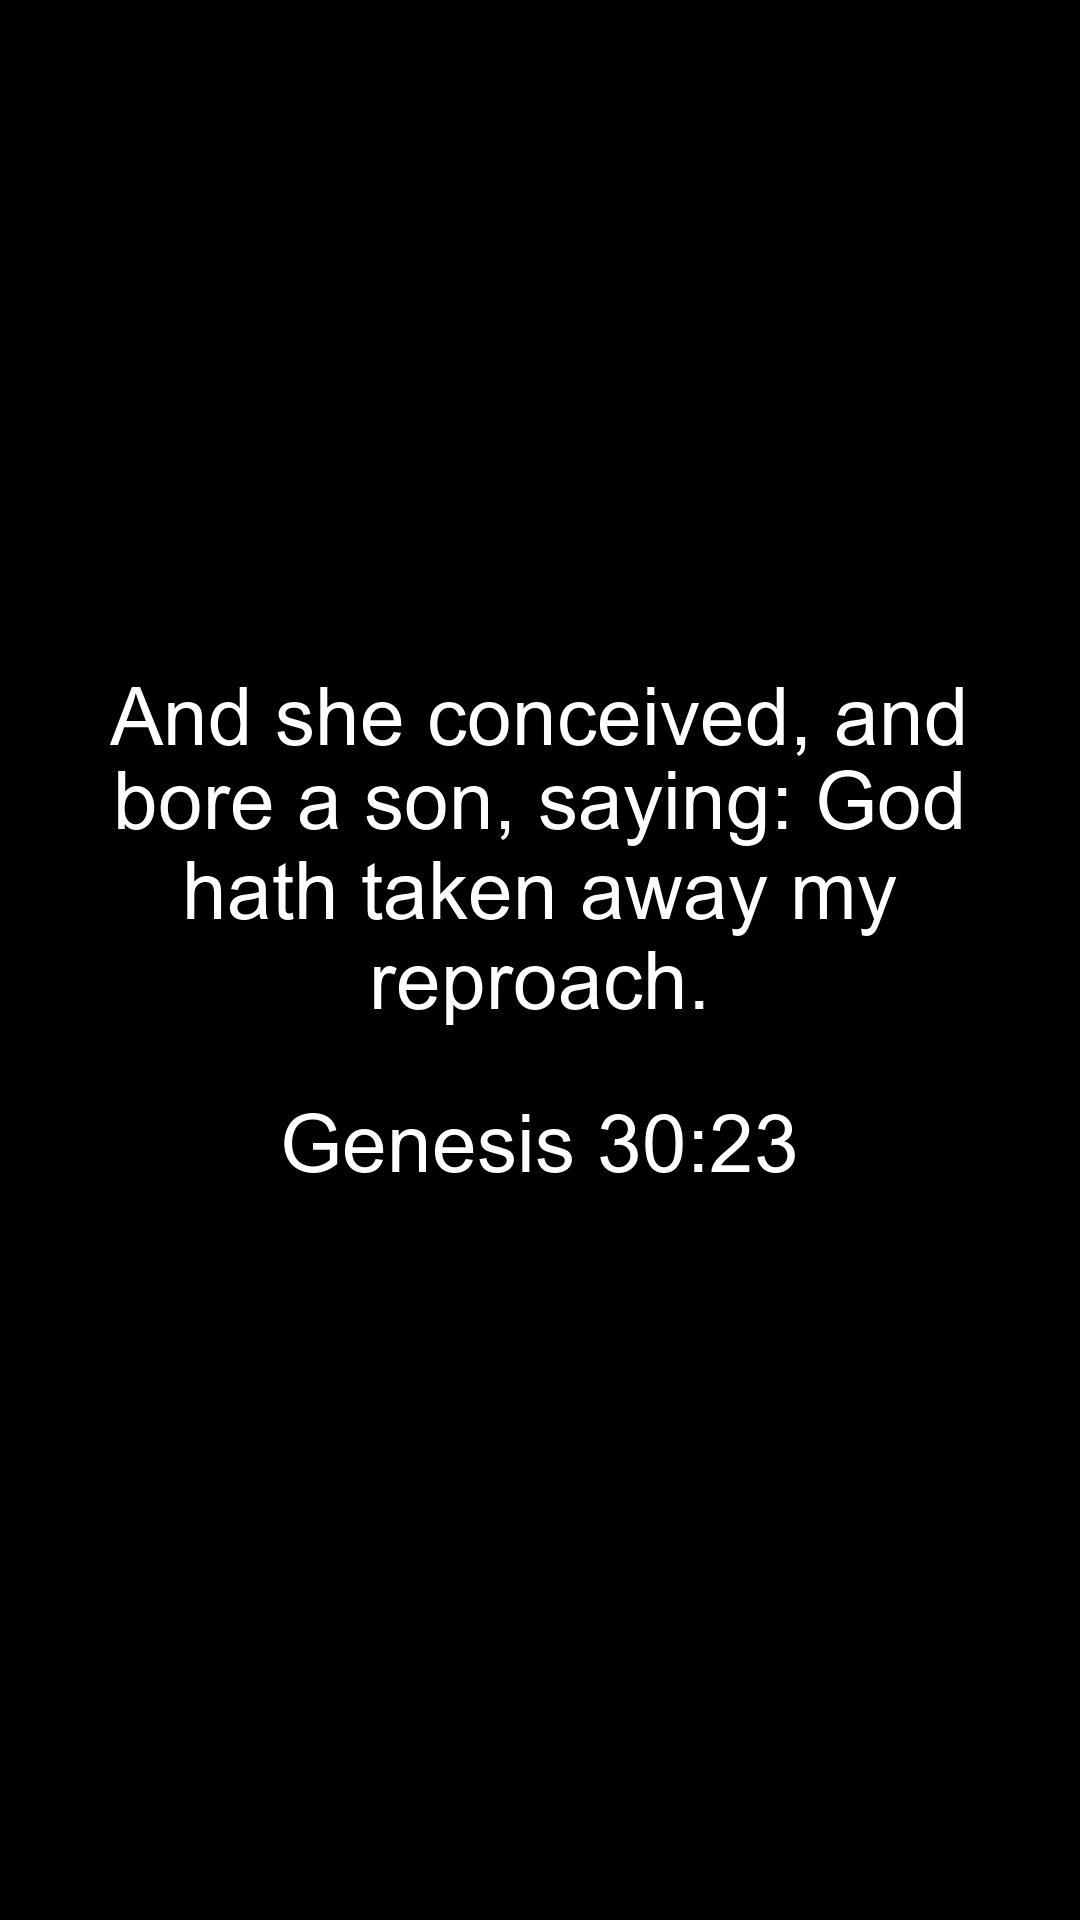 And she conceived, and
bore a son, saying: God
hath taken away my
reproach.
Genesis 30:23